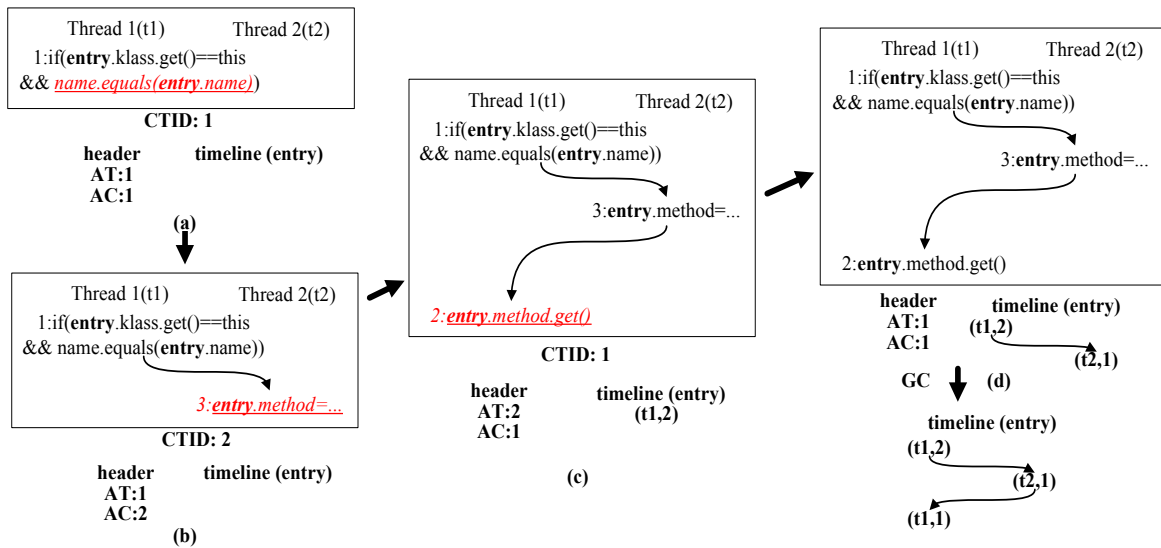 Thread 1(t1) Thread 2(t2)
1:if(entry.klass.get()==this
&& name.equals(entry.name))
CTID: 1
header timeline (entry)
AT:1
AC:1
(a)
Thread 1(t1) Thread 2(t2)
1:if(entry.klass.get()==this
&& name.equals(entry.name))
3:entry.method=...
CTID: 2
header timeline (entry)
AT:1
AC:2
(b)
Thread 1(t1) Thread 2(t2)
1:if(entry.klass.get()==this
&& name.equals(entry.name))
3:entry.method=...
2:entry.method.get()
CTID: 1
header timeline (entry)
AT:2 (t1,2)
AC:1
(c)
Thread 1(t1) Thread 2(t2)
1:if(entry.klass.get()==this
&& name.equals(entry.name))
3:entry.method=...
2:entry.method.get()
header timeline (entry)
AT:1 (t1,2)
AC:1
(t2,1)
GC (d)
timeline (entry)
(t1,2)
(t2,1)
(t1,1)